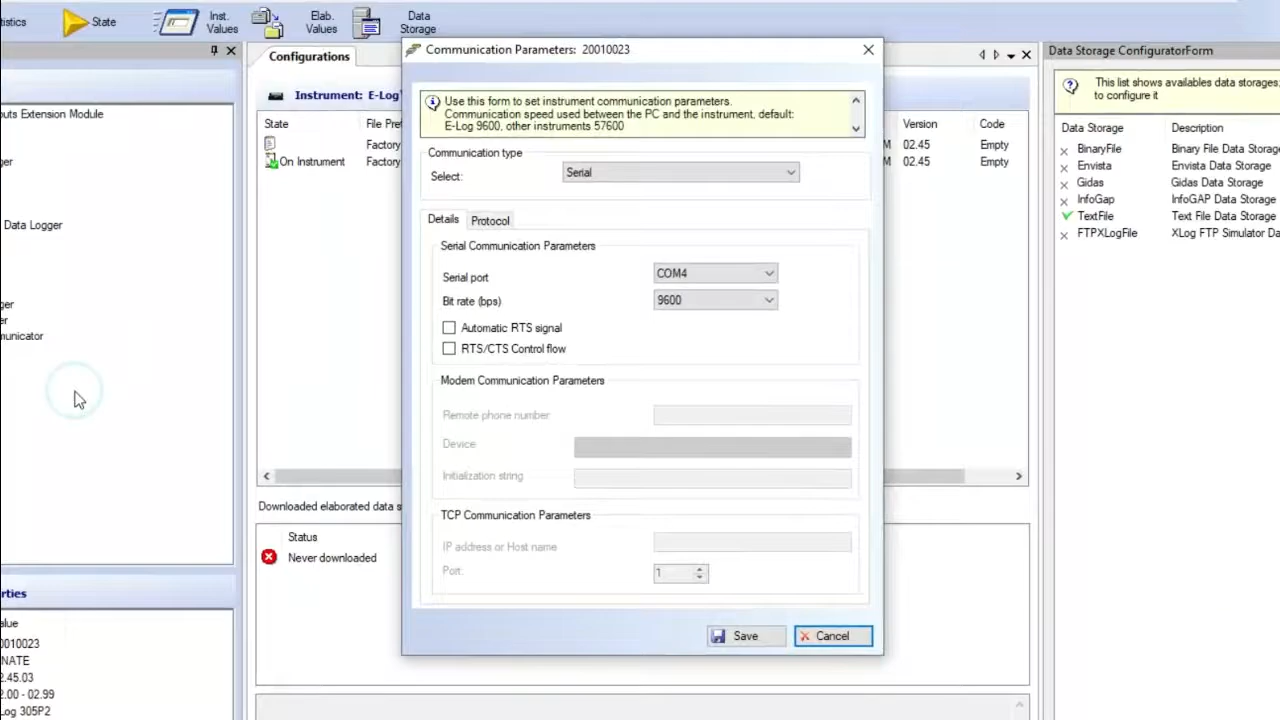 tistics
State
Inst.
Values
Elab.
Values
Data
Storage
uts Extension Module
ger
Data Logger
ger
er
municator
rties
alue
0010023
NATE
2.45.03
2.00 - 02.99
Log 305P2
Configurations
Instrument: E-Log
State
File Pref
Version
Code
Factory
M
02.45
Empty
On Instrument
Factory
M
02.45
Empty
Downloaded elaborated data s
Status
Never downloaded
Communication Parameters: 20010023
Use this form to set instrument communication parameters.
Communication speed used between the PC and the instrument, default:
E-Log 9600, other instruments 57600
Communication type
Select:
Serial
Details
Protocol
Serial Communication Parameters
Serial port
COM4
Bit rate (bps)
9600
Automatic RTS signal
RTS/CTS Control flow
Modem Communication Parameters
Remote phone number
Device
Initialization string
TCP Communication Parameters
IP address or Host name
Port:
1
Save
Cancel
Data Storage ConfiguratorForm
This list shows availables data storages;
to configure it
Data Storage
Description
BinaryFile
Binary File Data Storage
Envista
Envista Data Storage
Gidas
Gidas Data Storage
InfoGap
InfoGAP Data Storage
TextFile
Text File Data Storage
FTPXLogFile
XLog FTP Simulator Da